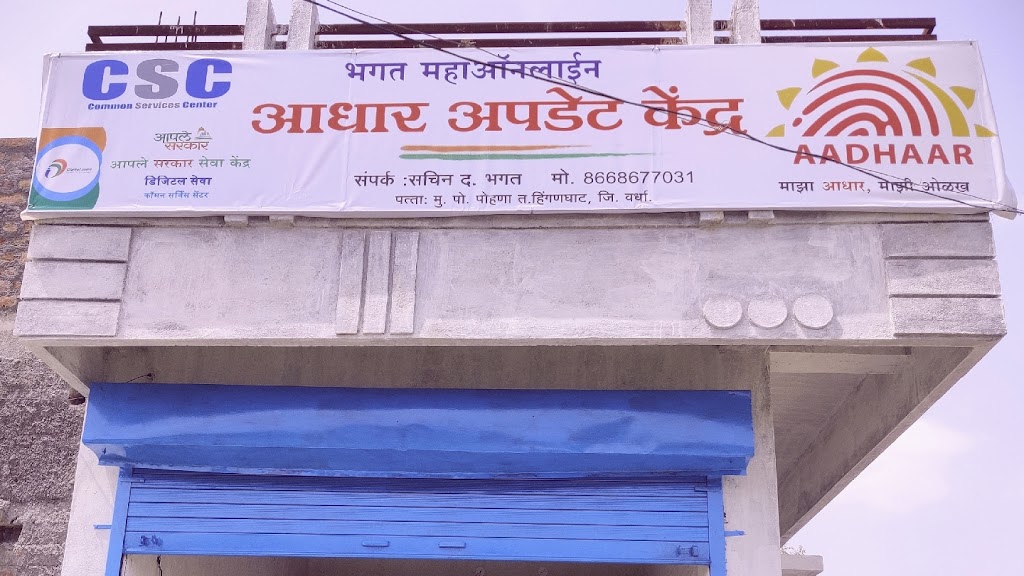 CSC
Common Services Center
आपले
सरकार
आपले सरकार सेवा केंद्र
डिजिटल सेवा
कॉमन सर्विस सेंटर
भगत महाऑनलाईन
आधार अपडेट केंद्र
संपर्क :सचिन द. भगत मो. 8668677031
पत्ता: मु. पो. पोहणा त.हिंगणघाट, जि. वर्धा.
AADHAAR
माझा आधार, माझी ओळख